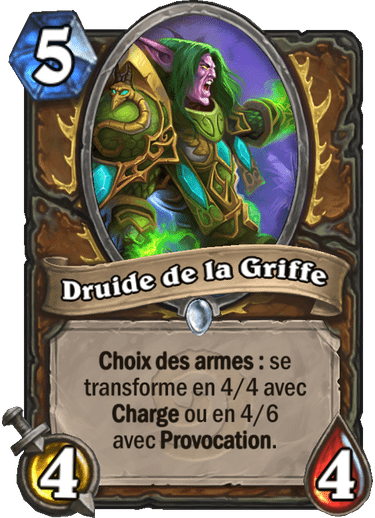 5
Druide de la Griffe
Choix des armes : se
transforme en 4/4 avec
Charge ou en 4/6
avec Provocation.
4
4